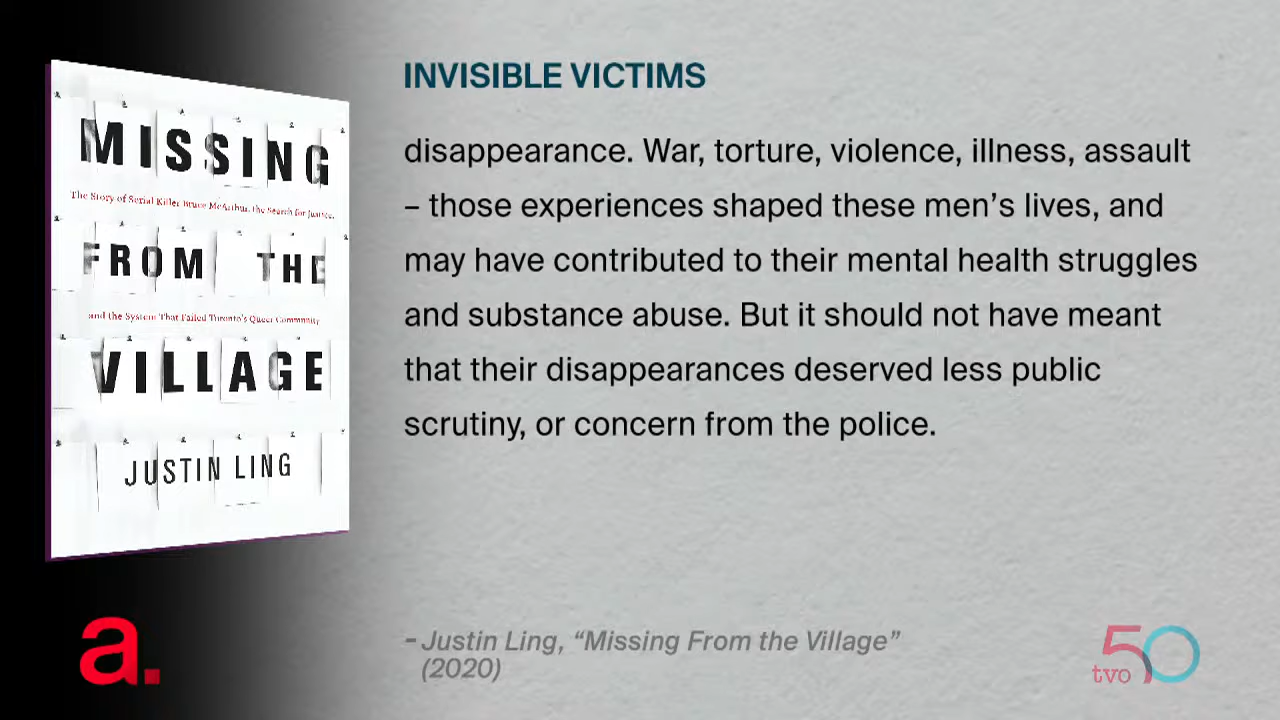 MISSING
The Story of Serial Killer Bruce McArthur, the Search for Justice,
FROM THE
and the System That Failed Toronto's Queer Community
VILLAGE
JUSTIN LING
INVISIBLE VICTIMS
disappearance. War, torture, violence, illness, assault
– those experiences shaped these men’s lives, and
may have contributed to their mental health struggles
and substance abuse. But it should not have meant
that their disappearances deserved less public
scrutiny, or concern from the police.
– Justin Ling, “Missing From the Village”
(2020)
a.
tvo 50